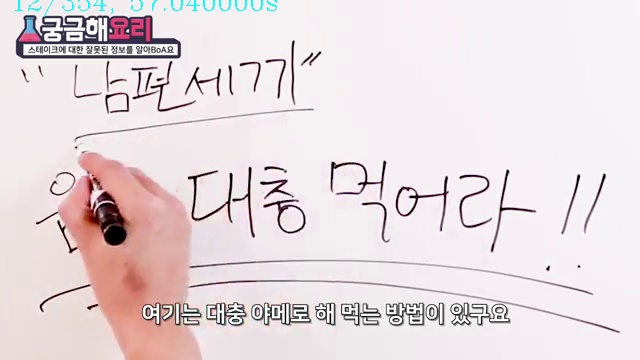 12/354, 57.040000s
궁금해요리
스테이크에 대한 잘못된 정보를 알아BoA요
"남편세끼"
대충 먹어라!!
여기는 대충 야메로 해 먹는 방법이 있구요